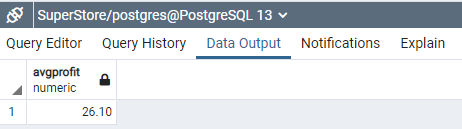 SuperStore/postgres@PostgreSQL 13
Query Editor Query History Data Output Notifications Explain
avgprofit
numeric
1 26.10